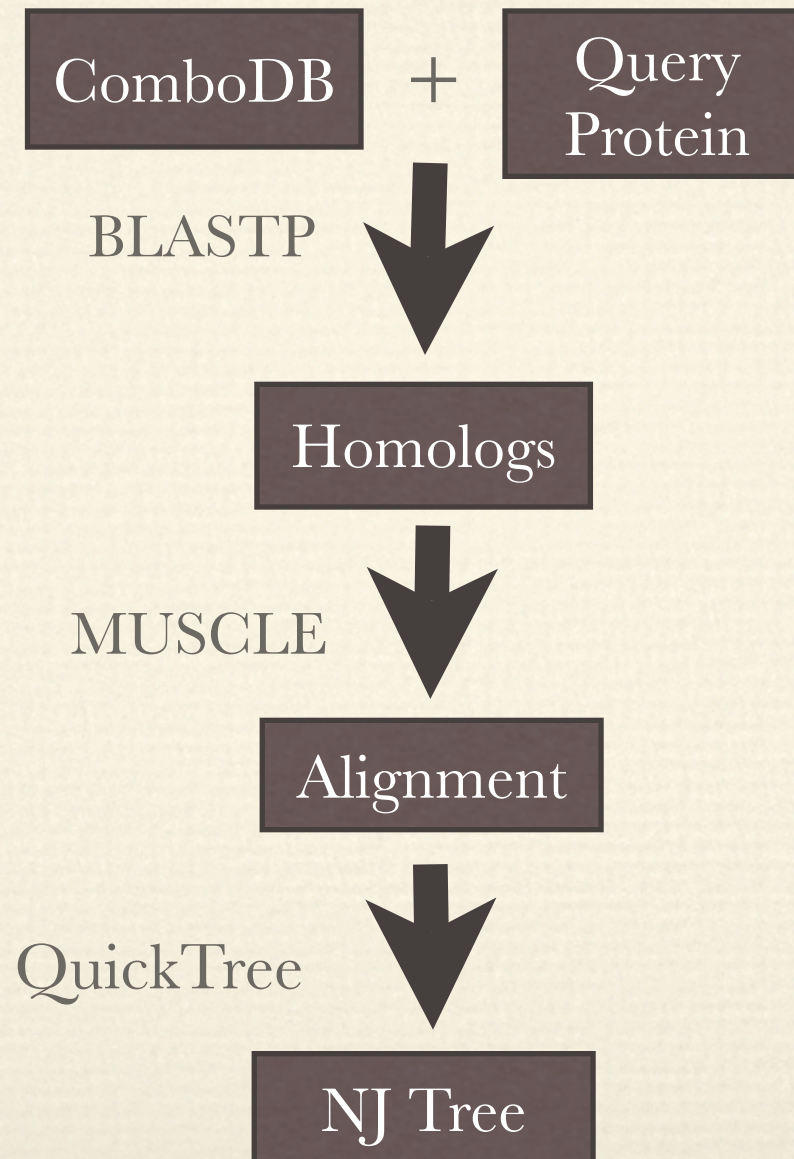 ComboDB
+
Query
Protein
BLASTP
Homologs
MUSCLE
Alignment
QuickTree
NJ Tree